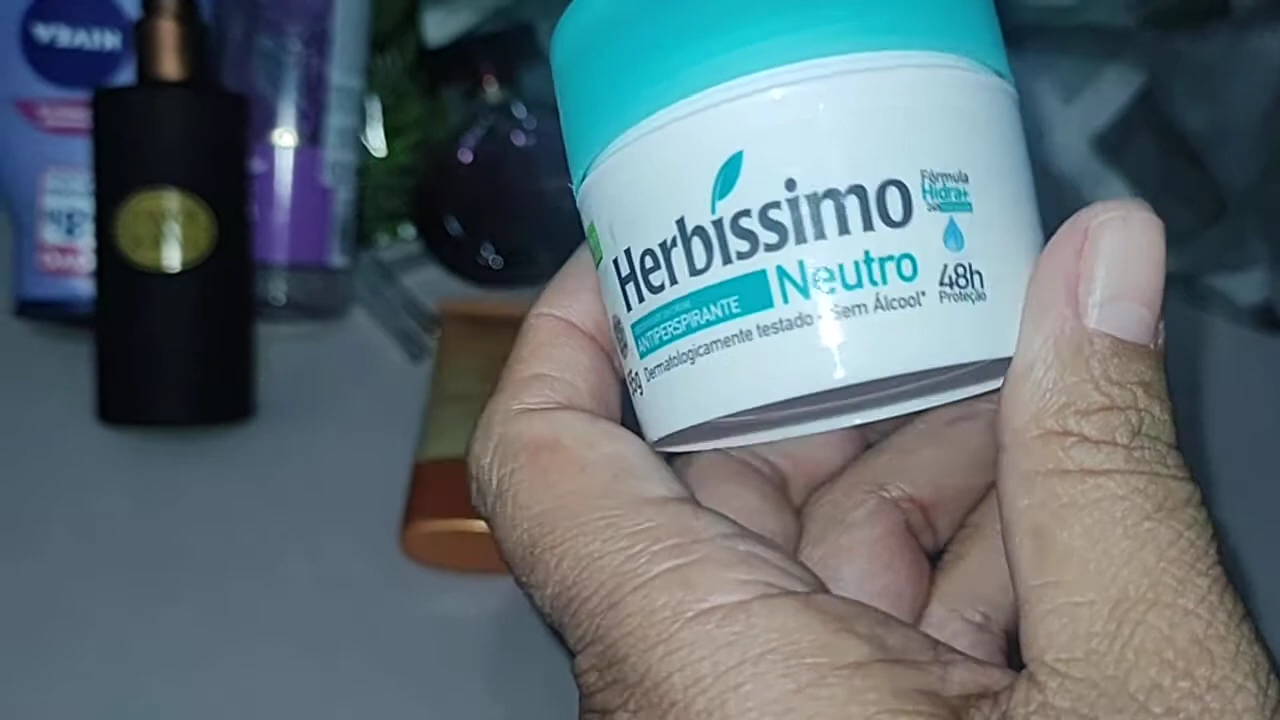 NIVEA
Herbíssimo
Neutro
ANTIPERSPIRANTE
Dermatologicamente testado - Sem Álcool*
Fórmula
Hidra+
48h
Proteção